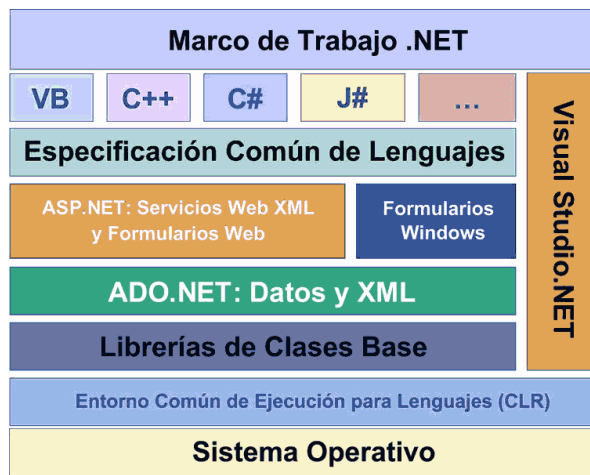 Marco de Trabajo .NET
VB
C++
C#
J#
...
Especificación Común de Lenguajes
ASP.NET: Servicios Web XML
y Formularios Web
Formularios
Windows
Visual Studio.NET
ADO.NET: Datos y XML
Librerías de Clases Base
Entorno Común de Ejecución para Lenguajes (CLR)
Sistema Operativo